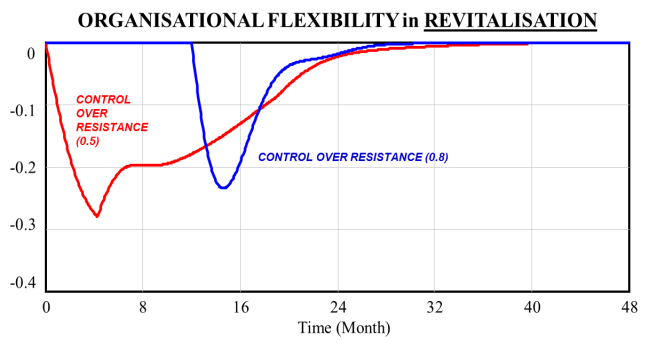 ORGANISATIONAL FLEXIBILITY in REVITALISATION
0
CONTROL
OVER
RESISTANCE
(0.5)
-0.1
CONTROL OVER RESISTANCE (0.8)
-0.2
-0.3
-0.4
0 8 16 24 32 40 48
Time (Month)